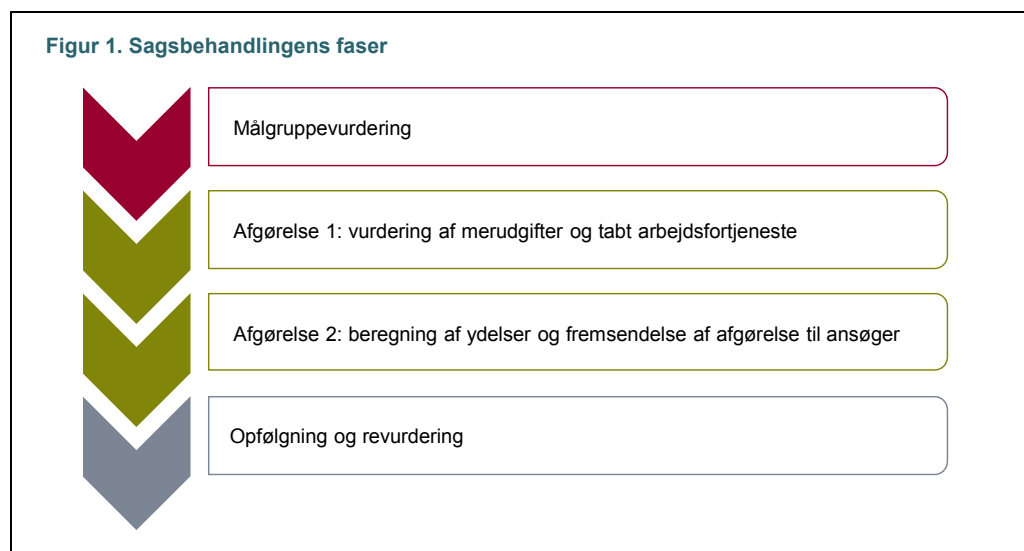 Figur 1. Sagsbehandlingens faser
Målgruppevurdering
Afgørelse 1: vurdering af merudgifter og tabt arbejdsfortjeneste
Afgørelse 2: beregning af ydelser og fremsendelse af afgørelse til ansøger
Opfølgning og revurdering